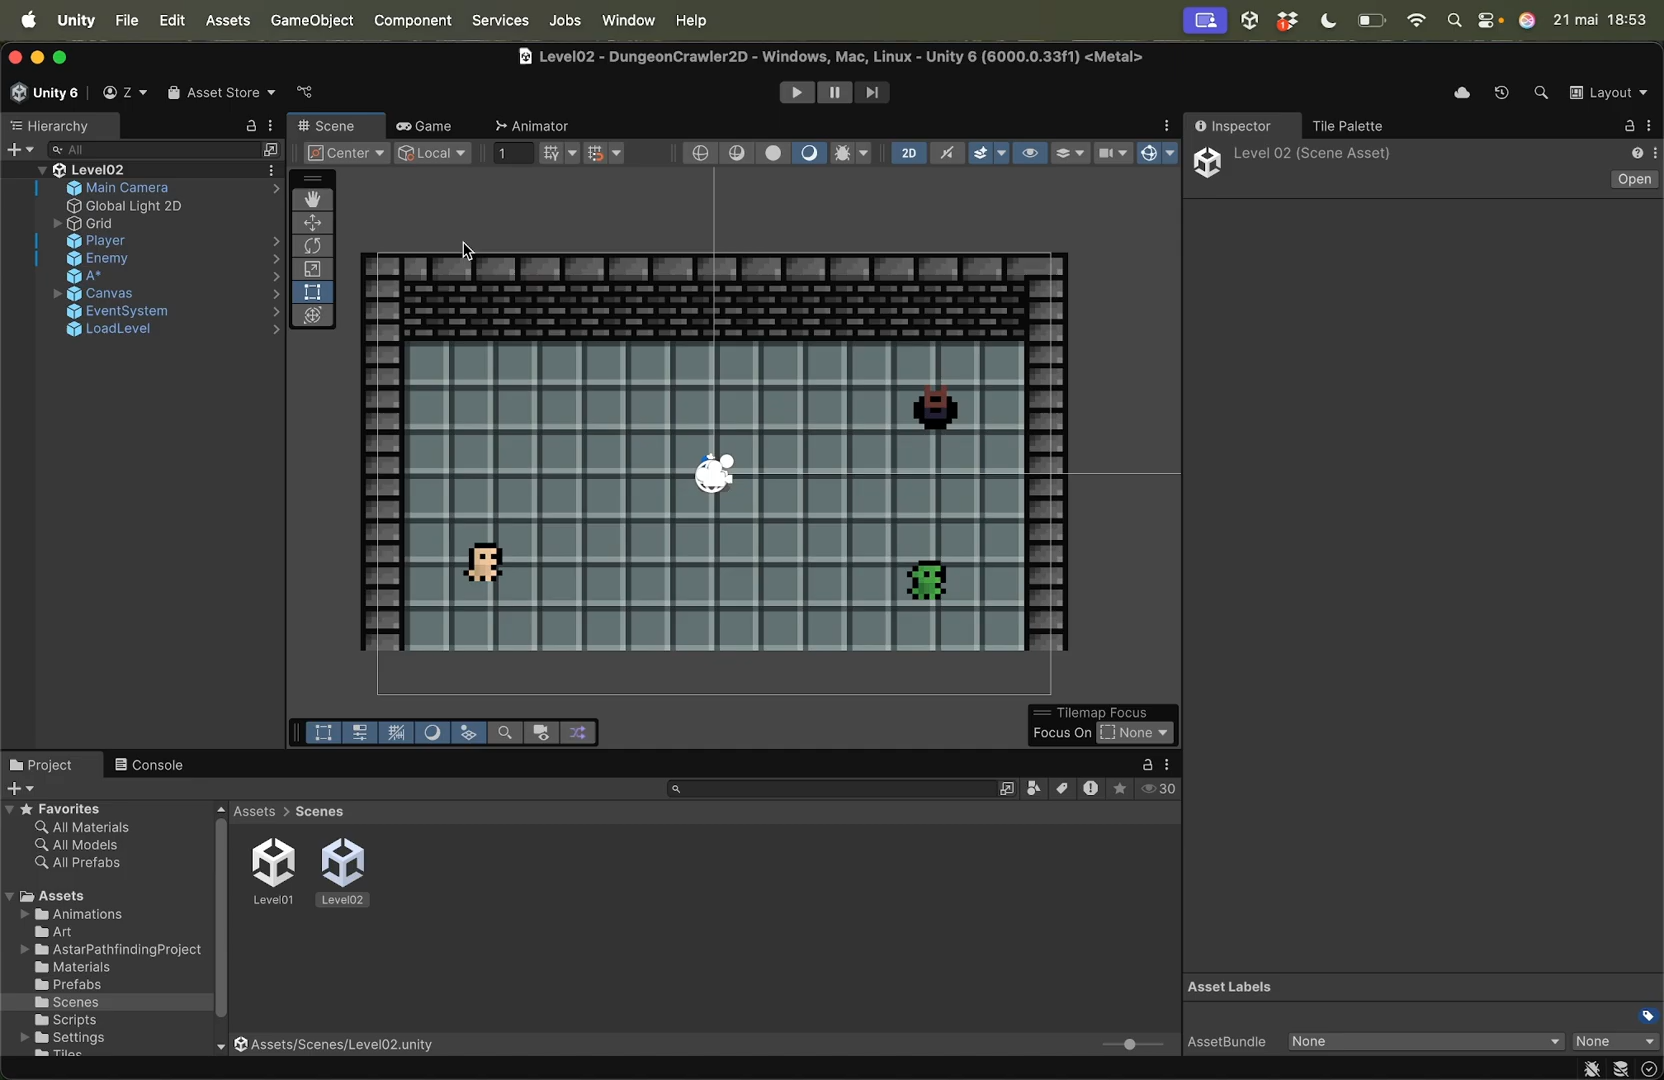 Unity File Edit Assets GameObject Component Services Jobs Window Help 1 21 mai 18:53
Level02 - DungeonCrawler2D - Windows, Mac, Linux - Unity 6 (6000.0.33f1) <Metal>
Unity 6 Z Asset Store Layout
Hierarchy Scene Game Animator Inspector Tile Palette
All Center Local 1 2D Level 02 (Scene Asset)
Level02
Open
Main Camera
Global Light 2D
Grid
Player
Enemy
A*
Canvas
EventSystem
LoadLevel
Tilemap Focus
Focus On None
Project Console
30
Favorites Assets > Scenes
All Materials
All Models
All Prefabs
Assets Level01 Level02
Animations
Art
AstarPathfindingProject
Materials
Prefabs
Scenes
Scripts
Settings
Tiles
Assets/Scenes/Level02.unity
Asset Labels
AssetBundle None None